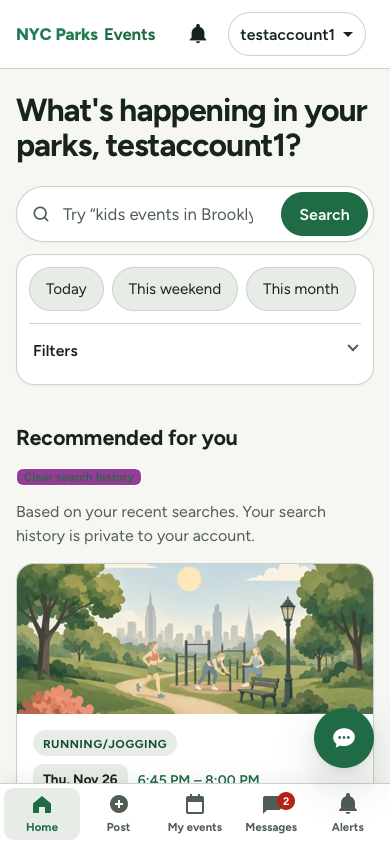 NYC Parks Events
testaccount1
What's happening in your
parks, testaccount1?
Try “kids events in Brookly
Search
Today
This weekend
This month
Filters
Recommended for you
Clear search history
Based on your recent searches. Your search
history is private to your account.
RUNNING/JOGGING
Thu, Nov 26
6:45 PM – 8:00 PM
2
Home
Post
My events
Messages
Alerts